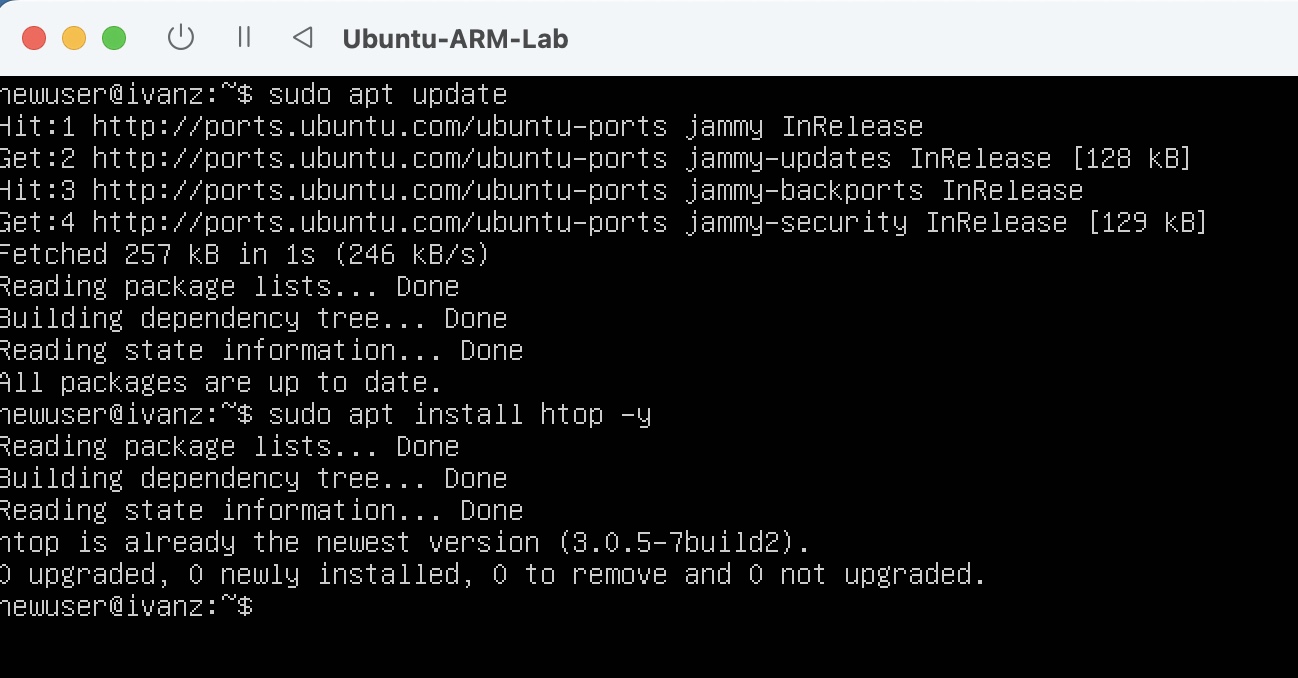 Ubuntu-ARM-Lab
newuser@ivanz:~$ sudo apt update
Hit:1 http://ports.ubuntu.com/ubuntu-ports jammy InRelease
Get:2 http://ports.ubuntu.com/ubuntu-ports jammy-updates InRelease [128 kB]
Hit:3 http://ports.ubuntu.com/ubuntu-ports jammy-backports InRelease
Get:4 http://ports.ubuntu.com/ubuntu-ports jammy-security InRelease [129 kB]
Fetched 257 kB in 1s (246 kB/s)
Reading package lists... Done
Building dependency tree... Done
Reading state information... Done
All packages are up to date.
newuser@ivanz:~$ sudo apt install htop -y
Reading package lists... Done
Building dependency tree... Done
Reading state information... Done
htop is already the newest version (3.0.5-7build2).
0 upgraded, 0 newly installed, 0 to remove and 0 not upgraded.
newuser@ivanz:~$